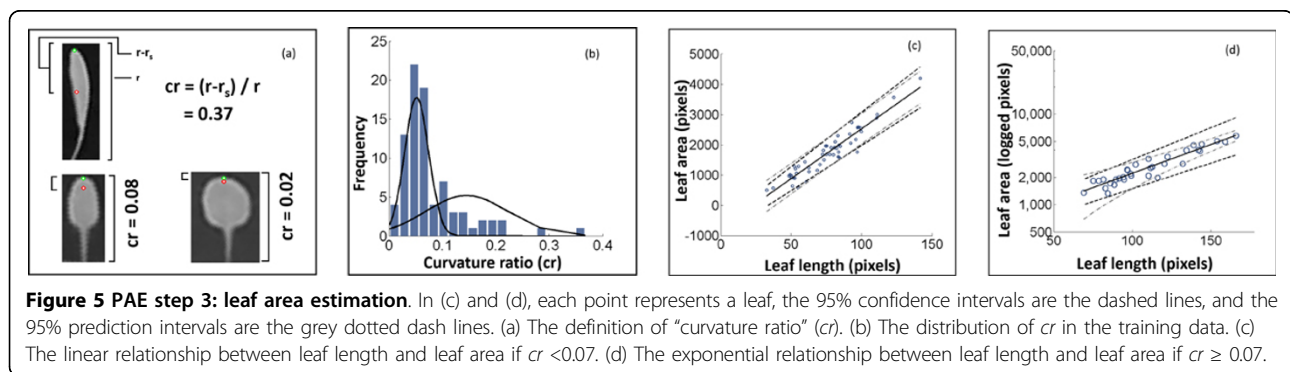 r-rs
(a)
r
cr = (r-rs) / r
= 0.37
cr = 0.08
cr = 0.02
25
(b)
20
15
10
5
0
0
0.1
0.2
0.3
0.4
Frequency
Curvature ratio (cr)
5000
(c)
4000
3000
2000
1000
0
-1000
0
50
100
150
Leaf area (pixels)
Leaf length (pixels)
50,000
(d)
10,000
5,000
2,000
1,000
500
50
100
150
Leaf area (logged pixels)
Leaf length (pixels)
Figure 5 PAE step 3: leaf area estimation. In (c) and (d), each point represents a leaf, the 95% confidence intervals are the dashed lines, and the
95% prediction intervals are the grey dotted dash lines. (a) The definition of “curvature ratio” (cr). (b) The distribution of cr in the training data. (c)
The linear relationship between leaf length and leaf area if cr <0.07. (d) The exponential relationship between leaf length and leaf area if cr ≥ 0.07.